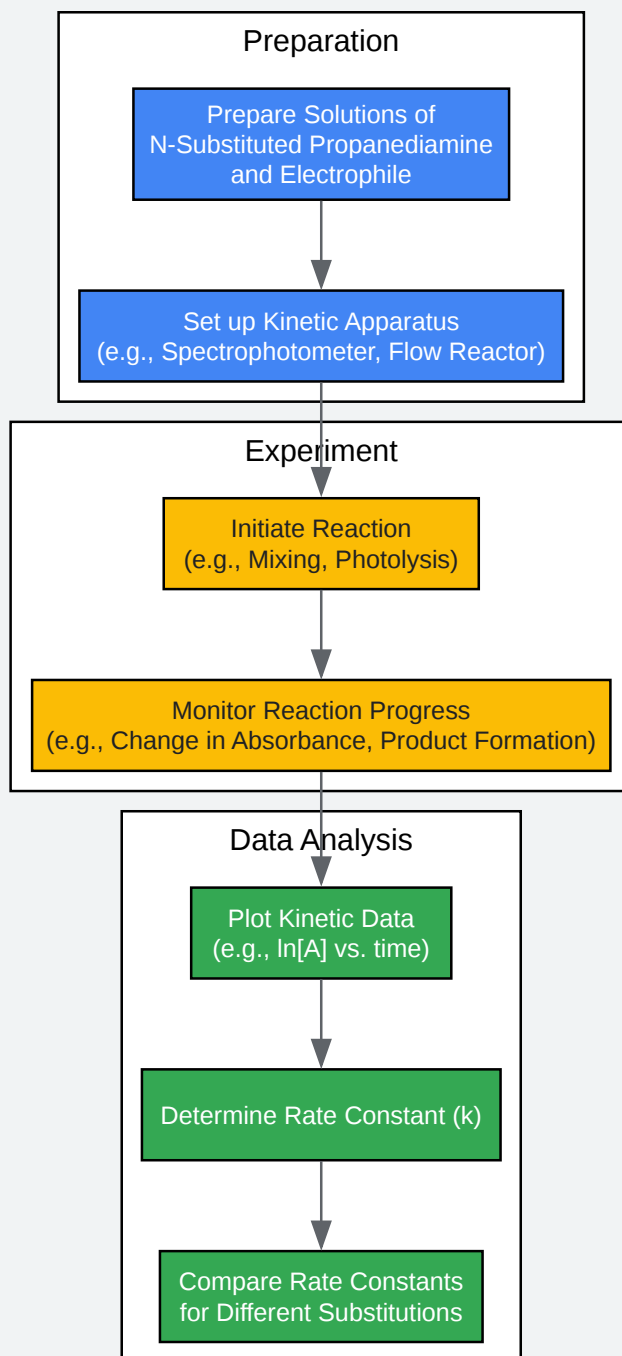 Preparation
Prepare Solutions of
N-Substituted Propanediamine
and Electrophile
Set up Kinetic Apparatus
(e.g., Spectrophotometer, Flow Reactor)
Experiment
Initiate Reaction
(e.g., Mixing, Photolysis)
Monitor Reaction Progress
(e.g., Change in Absorbance, Product Formation)
Data Analysis
Plot Kinetic Data
(e.g., ln[A] vs. time)
Determine Rate Constant (k)
Compare Rate Constants
for Different Substitutions